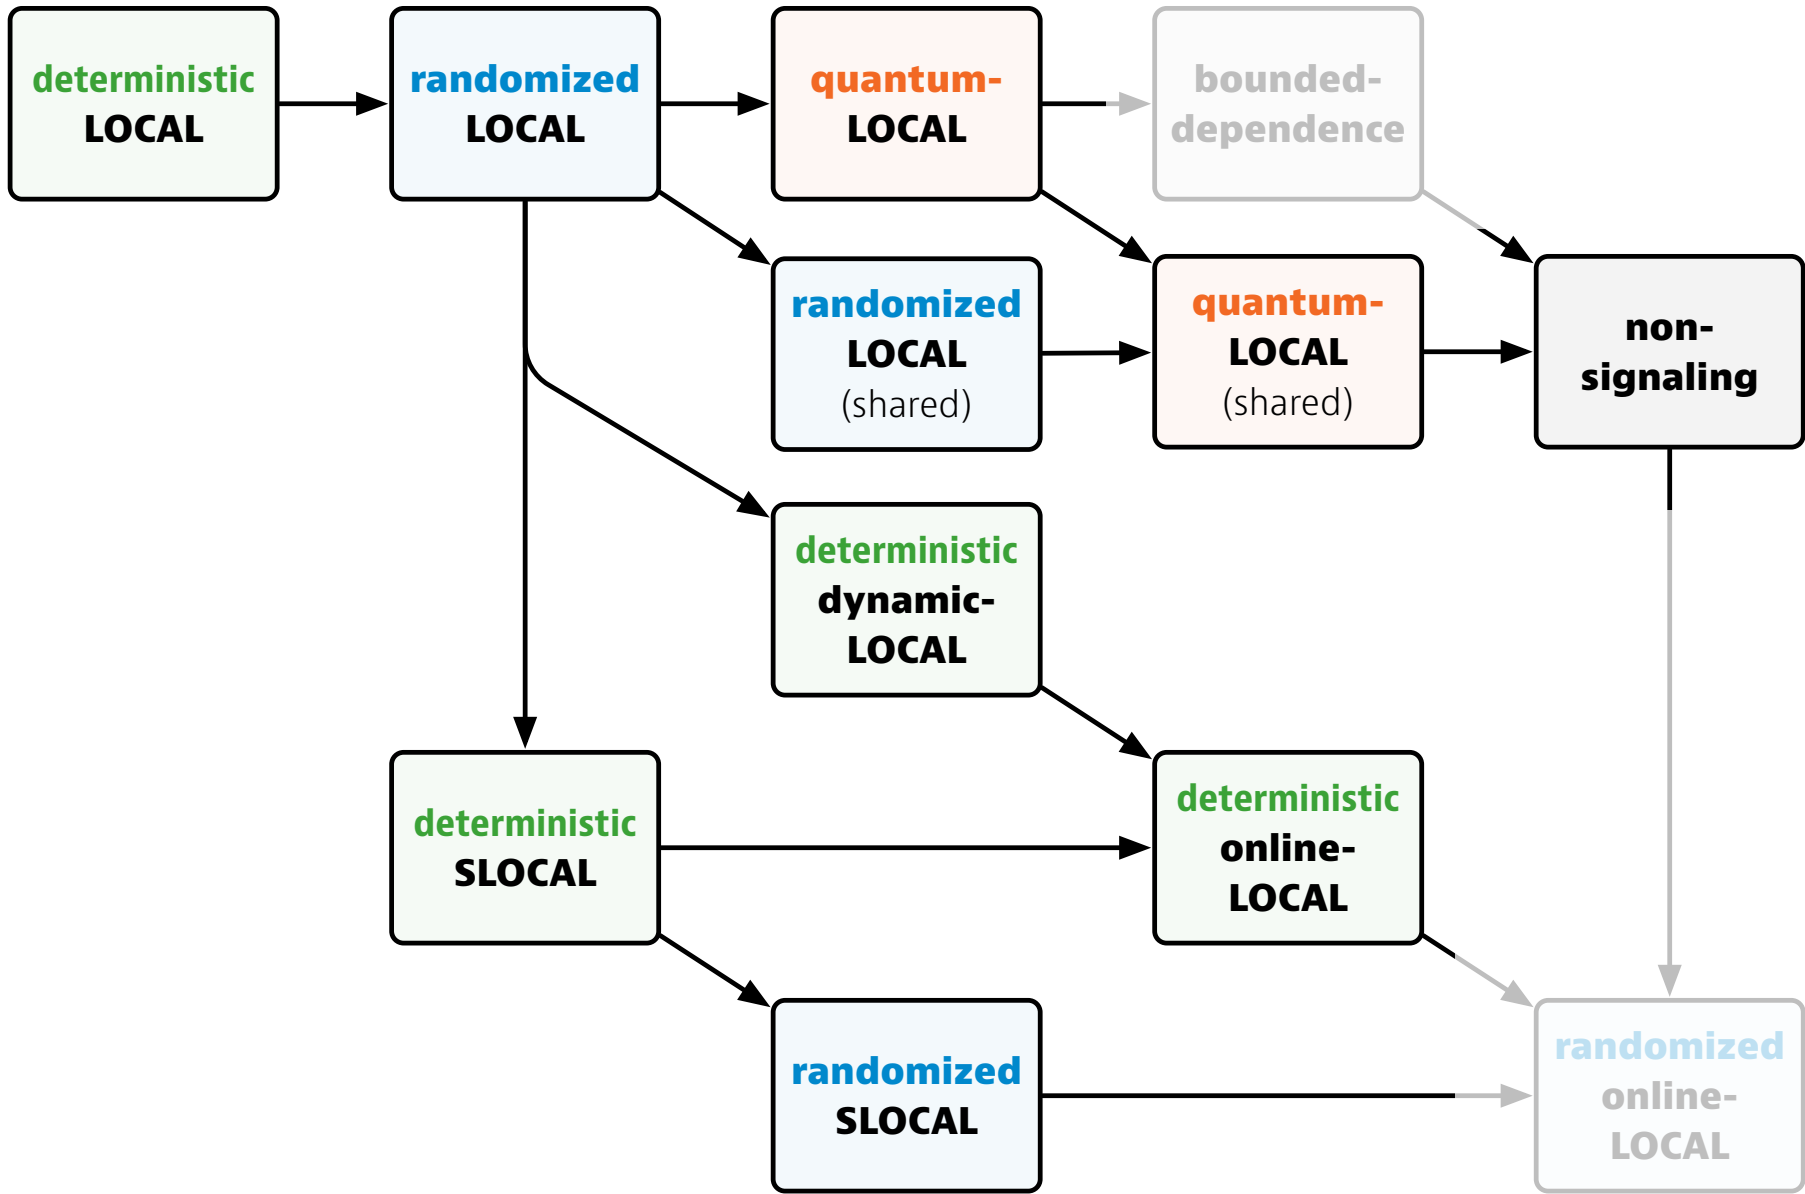 deterministic
LOCAL
randomized
LOCAL
quantum-
LOCAL
bounded-
dependence
randomized
LOCAL
(shared)
quantum-
LOCAL
(shared)
non-
signaling
deterministic
dynamic-
LOCAL
deterministic
SLOCAL
deterministic
online-
LOCAL
randomized
SLOCAL
randomized
online-
LOCAL